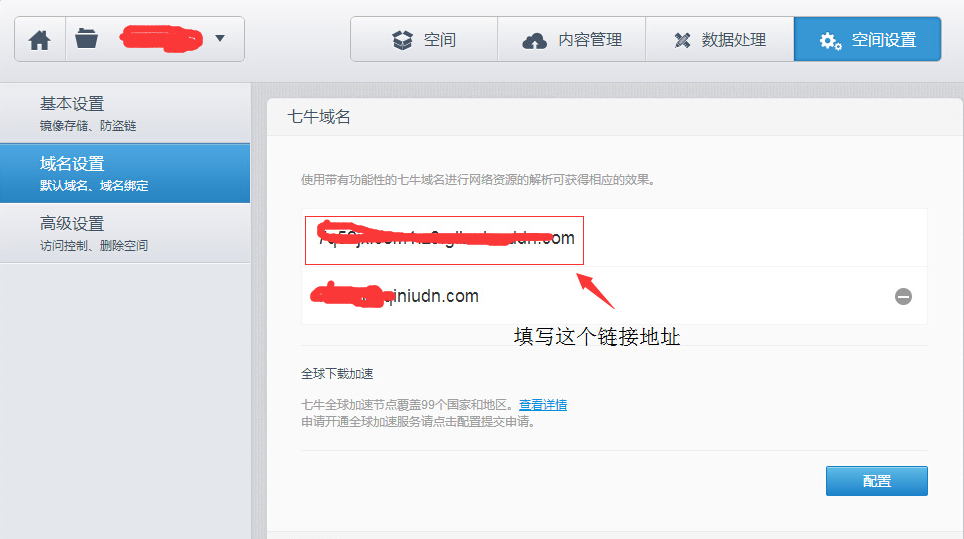 空间
内容管理
数据处理
空间设置
基本设置
镜像存储、防盗链
域名设置
默认域名、域名绑定
高级设置
访问控制、删除空间
七牛域名
使用带有功能性的七牛域名进行网络资源的解析可获得相应的效果。
.com
qiniudn.com
填写这个链接地址
全球下载加速
七牛全球加速节点覆盖99个国家和地区。查看详情
申请开通全球加速服务请点击配置提交申请。
配置